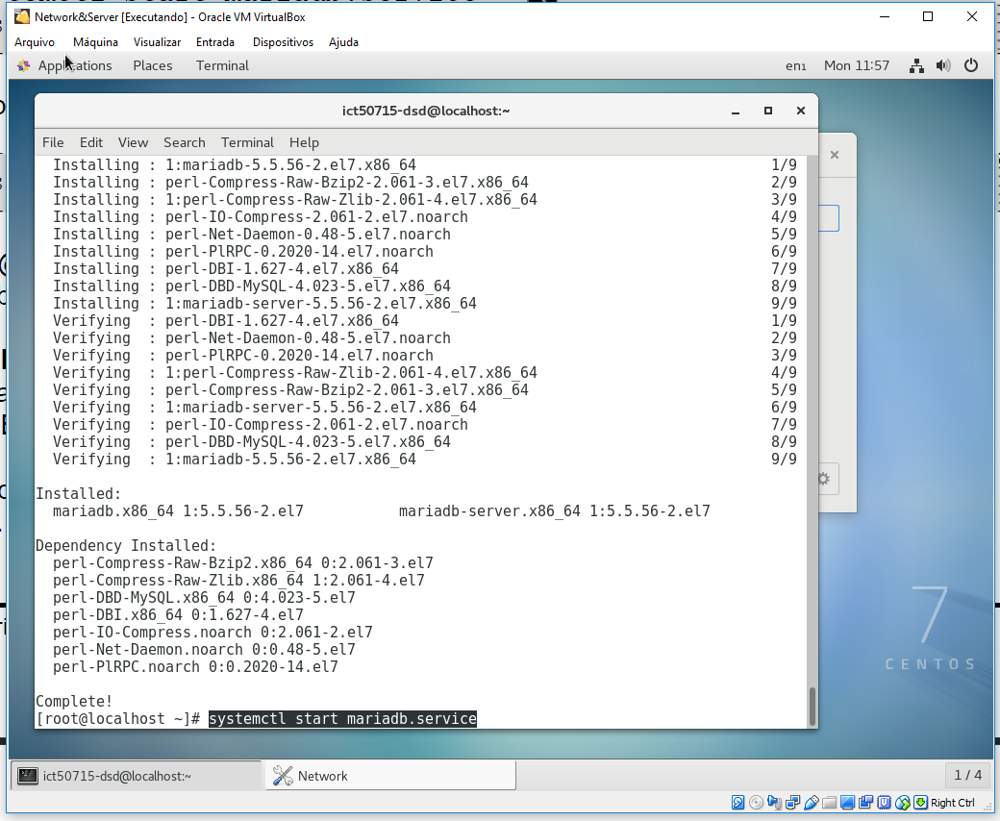 Network&Server [Executando] - Oracle VM VirtualBox
Arquivo Máquina Visualizar Entrada Dispositivos Ajuda
Applications Places Terminal en1 Mon 11:57
ict50715-dsd@localhost:~
File Edit View Search Terminal Help
Installing : 1:mariadb-5.5.56-2.el7.x86_64 1/9
Installing : perl-Compress-Raw-Bzip2-2.061-3.el7.x86_64 2/9
Installing : 1:perl-Compress-Raw-Zlib-2.061-4.el7.x86_64 3/9
Installing : perl-IO-Compress-2.061-2.el7.noarch 4/9
Installing : perl-Net-Daemon-0.48-5.el7.noarch 5/9
Installing : perl-PlRPC-0.2020-14.el7.noarch 6/9
Installing : perl-DBI-1.627-4.el7.x86_64 7/9
Installing : perl-DBD-MySQL-4.023-5.el7.x86_64 8/9
Installing : 1:mariadb-server-5.5.56-2.el7.x86_64 9/9
Verifying : perl-DBI-1.627-4.el7.x86_64 1/9
Verifying : perl-Net-Daemon-0.48-5.el7.noarch 2/9
Verifying : perl-PlRPC-0.2020-14.el7.noarch 3/9
Verifying : 1:perl-Compress-Raw-Zlib-2.061-4.el7.x86_64 4/9
Verifying : perl-Compress-Raw-Bzip2-2.061-3.el7.x86_64 5/9
Verifying : 1:mariadb-server-5.5.56-2.el7.x86_64 6/9
Verifying : perl-IO-Compress-2.061-2.el7.noarch 7/9
Verifying : perl-DBD-MySQL-4.023-5.el7.x86_64 8/9
Verifying : 1:mariadb-5.5.56-2.el7.x86_64 9/9
Installed:
mariadb.x86_64 1:5.5.56-2.el7 mariadb-server.x86_64 1:5.5.56-2.el7
Dependency Installed:
perl-Compress-Raw-Bzip2.x86_64 0:2.061-3.el7
perl-Compress-Raw-Zlib.x86_64 1:2.061-4.el7
perl-DBD-MySQL.x86_64 0:4.023-5.el7
perl-DBI.x86_64 0:1.627-4.el7
perl-IO-Compress.noarch 0:2.061-2.el7
perl-Net-Daemon.noarch 0:0.48-5.el7
perl-PlRPC.noarch 0:0.2020-14.el7
Complete!
[root@localhost ~]# systemctl start mariadb.service
7
CENTOS
ict50715-dsd@localhost:~ Network 1 / 4
Right Ctrl